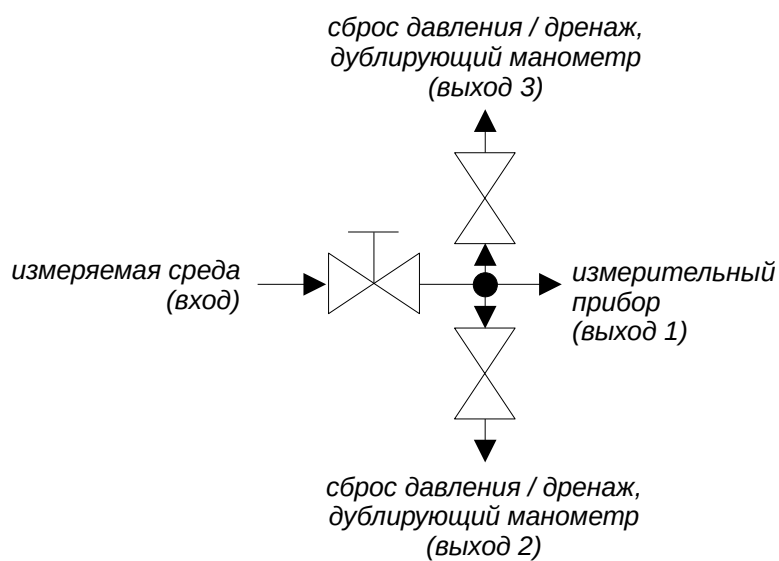 сброс давления / дренаж,
дублирующий манометр
(выход 3)
измеряемая среда
(вход)
измерительный
прибор
(выход 1)
сброс давления / дренаж,
дублирующий манометр
(выход 2)